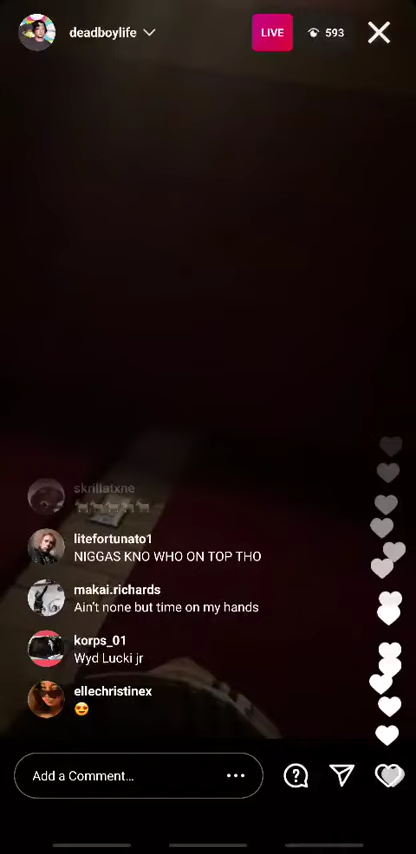 deadboylife
LIVE
593
skrillatxne
🐐🐐🐐🐐🐐
litefortunato1
NIGGAS KNO WHO ON TOP THO
makai.richards
Ain't none but time on my hands
korps_01
Wyd Lucki jr
ellechristinex
😍
Add a Comment...